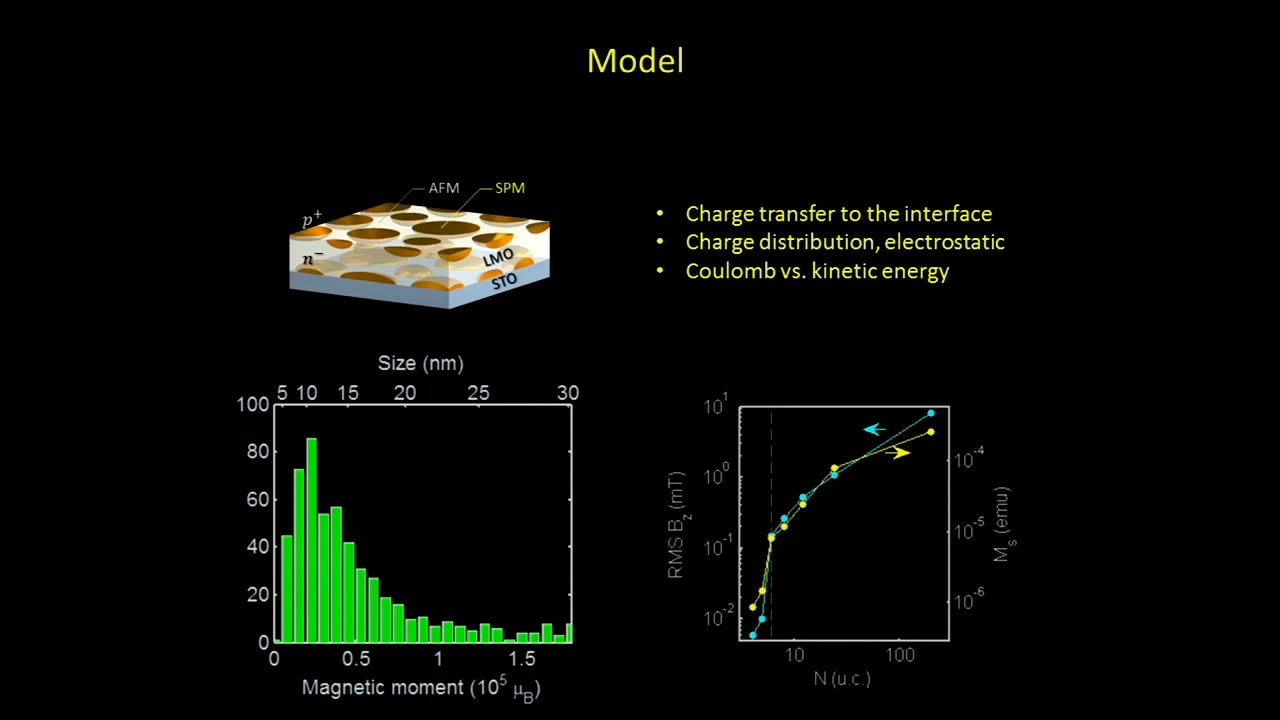 Model
AFM
SPM
p⁺
n⁻
LMO
STO
• Charge transfer to the interface
• Charge distribution, electrostatic
• Coulomb vs. kinetic energy
Size (nm)
5 10 15 20 25 30
100
80
60
40
20
0
0 0.5 1 1.5
Magnetic moment (10⁵ μ_B)
RMS B_z (mT)
10¹
10⁰
10⁻¹
10⁻²
10⁻⁴
10⁻⁵
10⁻⁶
M_s (emu)
10 100
N (u.c.)